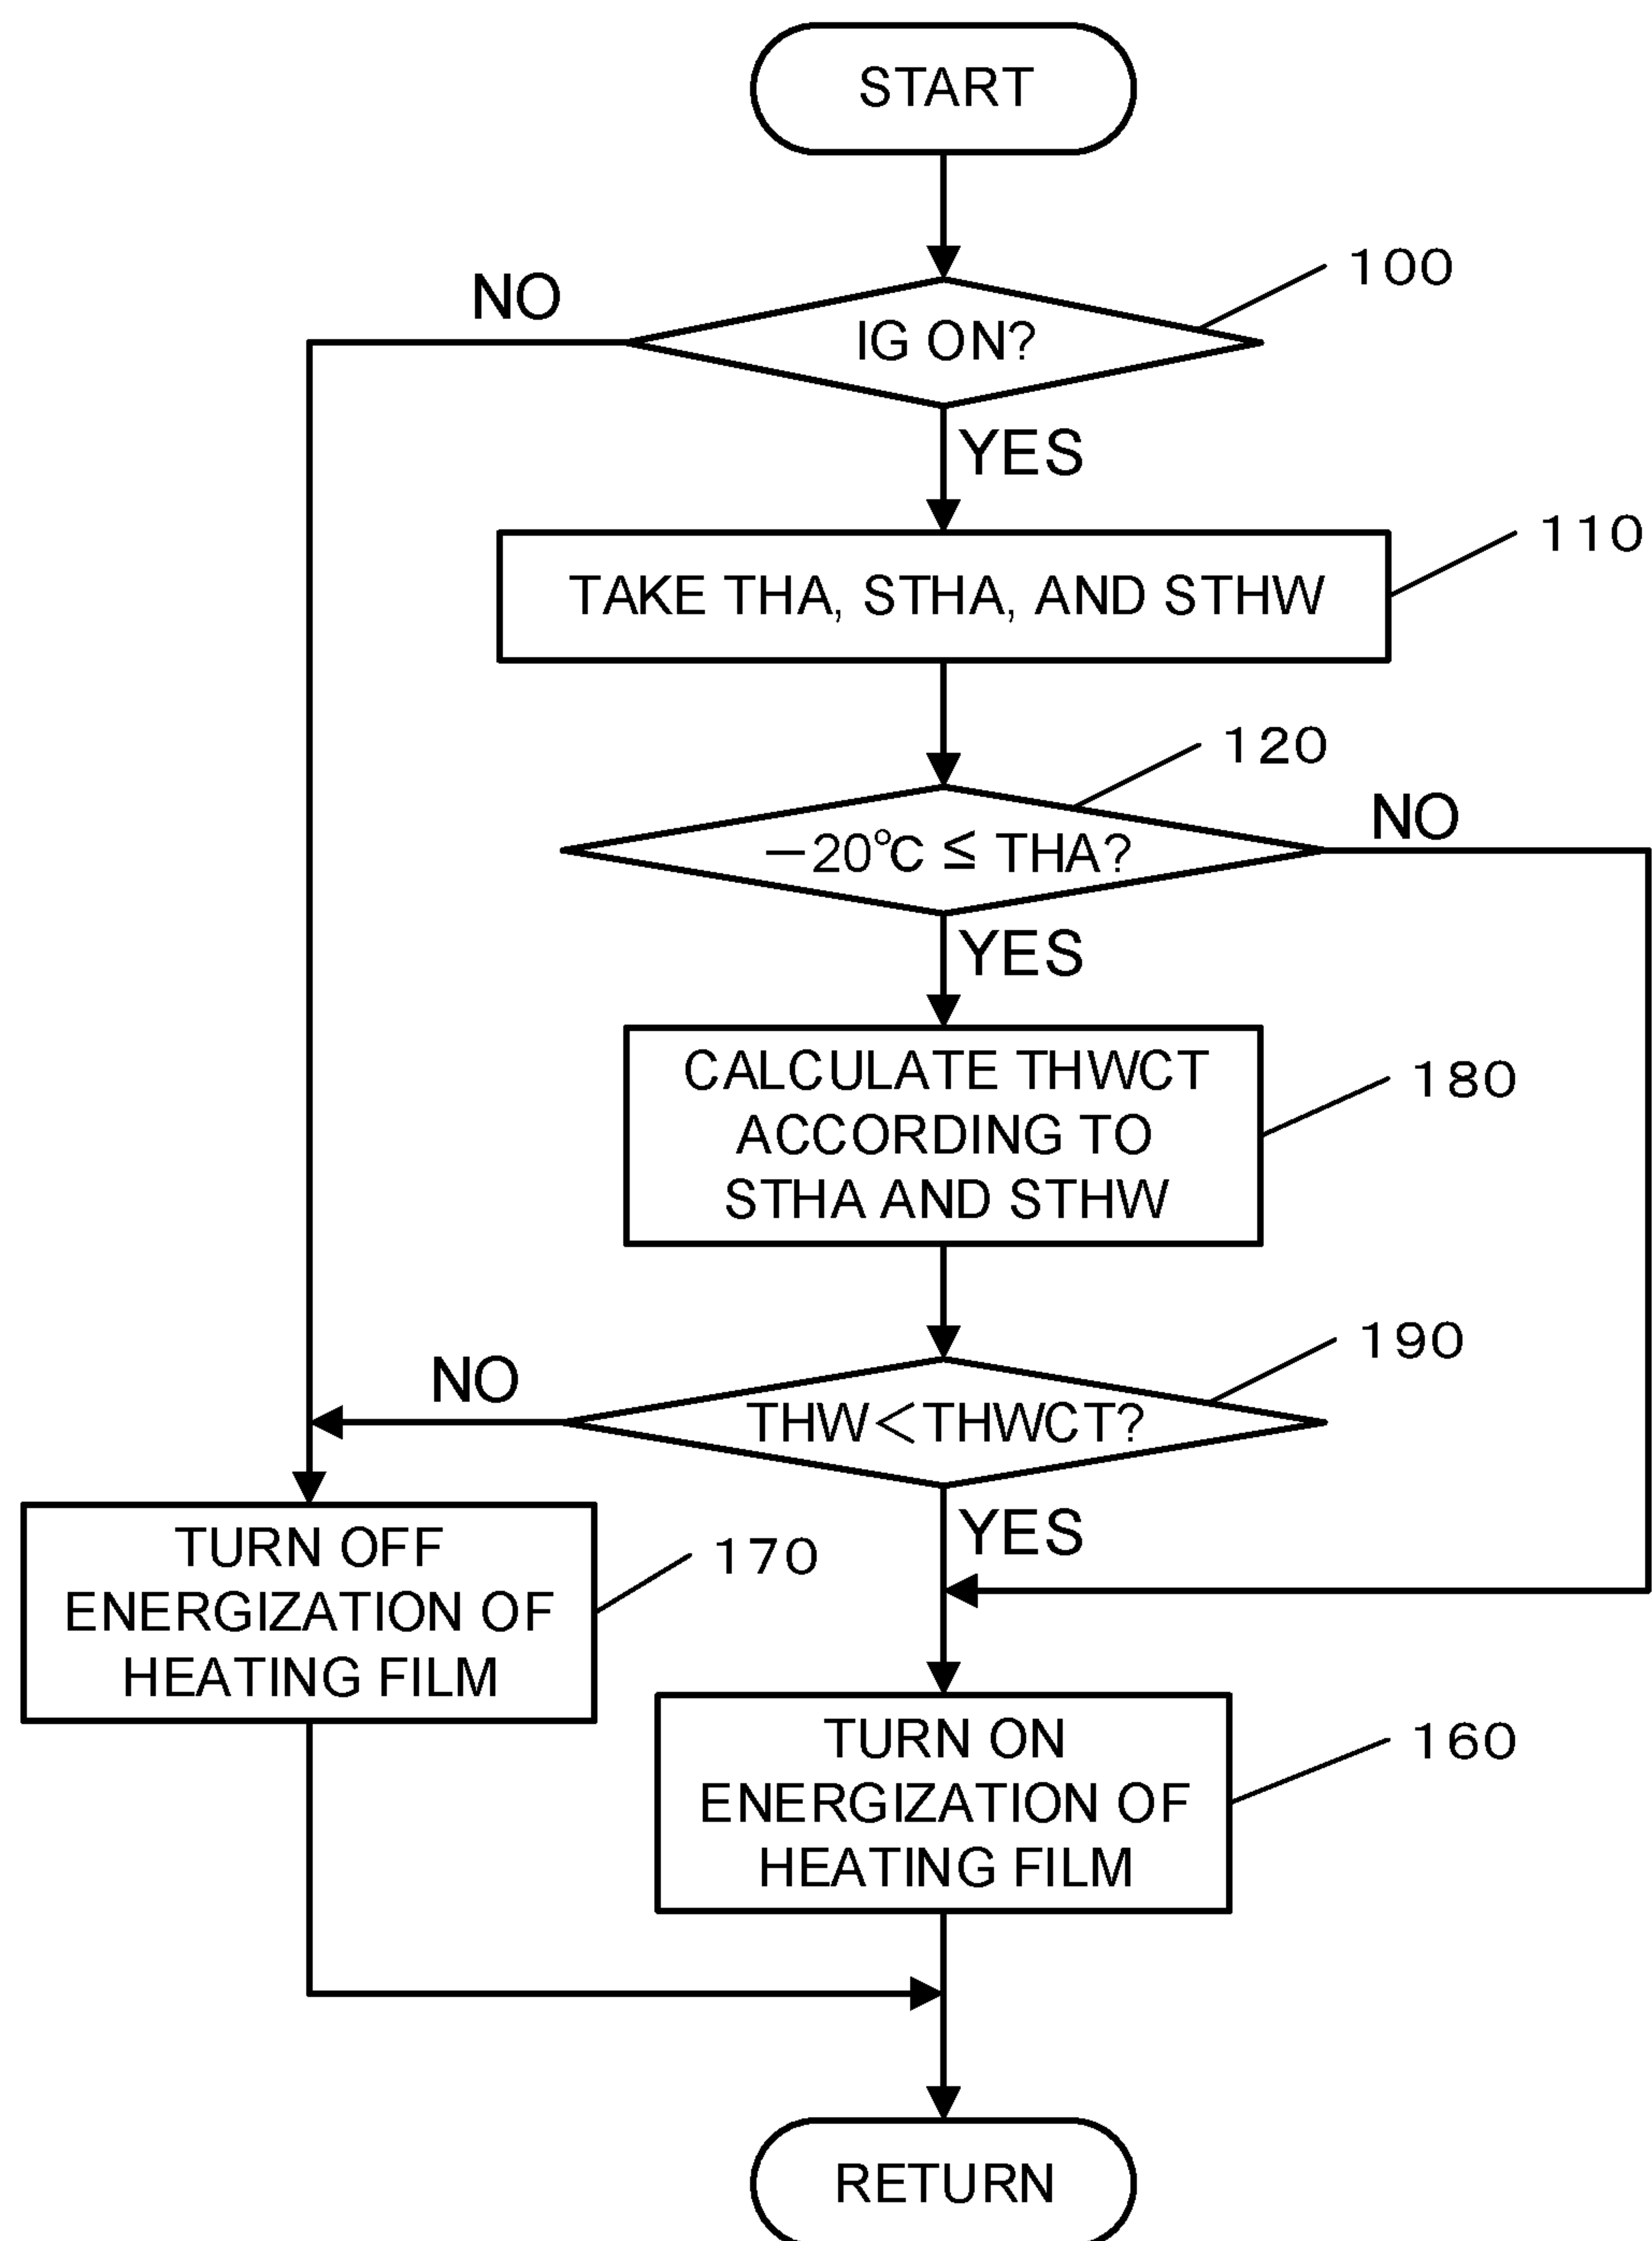 START
100
NO
IG ON?
YES
110
TAKE THA, STHA, AND STHW
120
NO
−20℃ ≦ THA?
YES
CALCULATE THWCT
ACCORDING TO
STHA AND STHW
180
190
NO
THW<THWCT?
YES
TURN OFF
ENERGIZATION OF
HEATING FILM
170
TURN ON
ENERGIZATION OF
HEATING FILM
160
RETURN